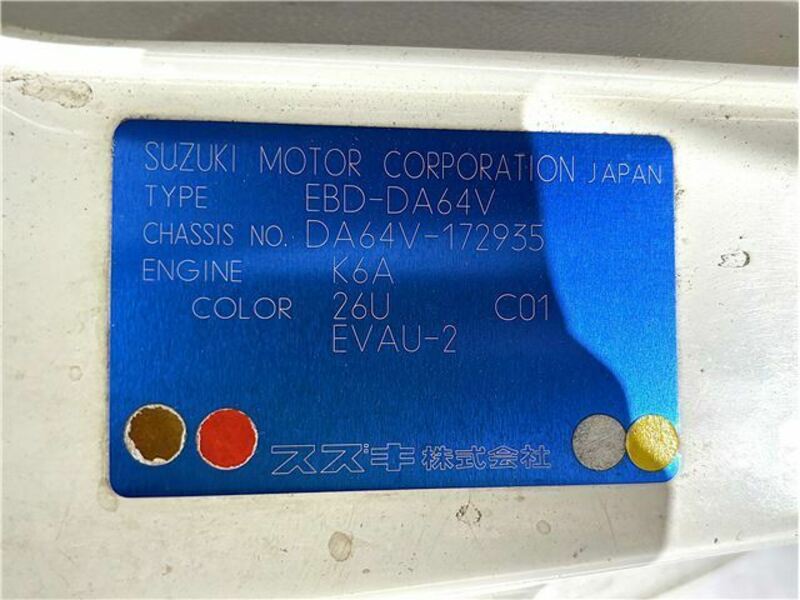 SUZUKI MOTOR CORPORATION JAPAN
TYPE EBD-DA64V
CHASSIS NO. DA64V-172935
ENGINE K6A
COLOR 26U C01
EVAU-2
スズキ株式会社